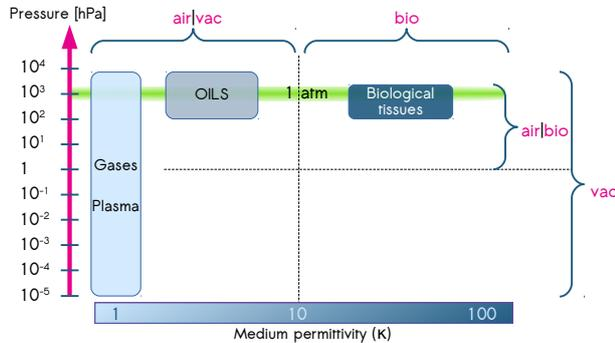 Pressure [hPa]
air|vac
bio
10⁴
10³
1 atm
OILS
Biological
tissues
10²
10¹
air|bio
1
Gases
10⁻¹
vac
Plasma
10⁻²
10⁻³
10⁻⁴
10⁻⁵
1
10
100
Medium permittivity (K)